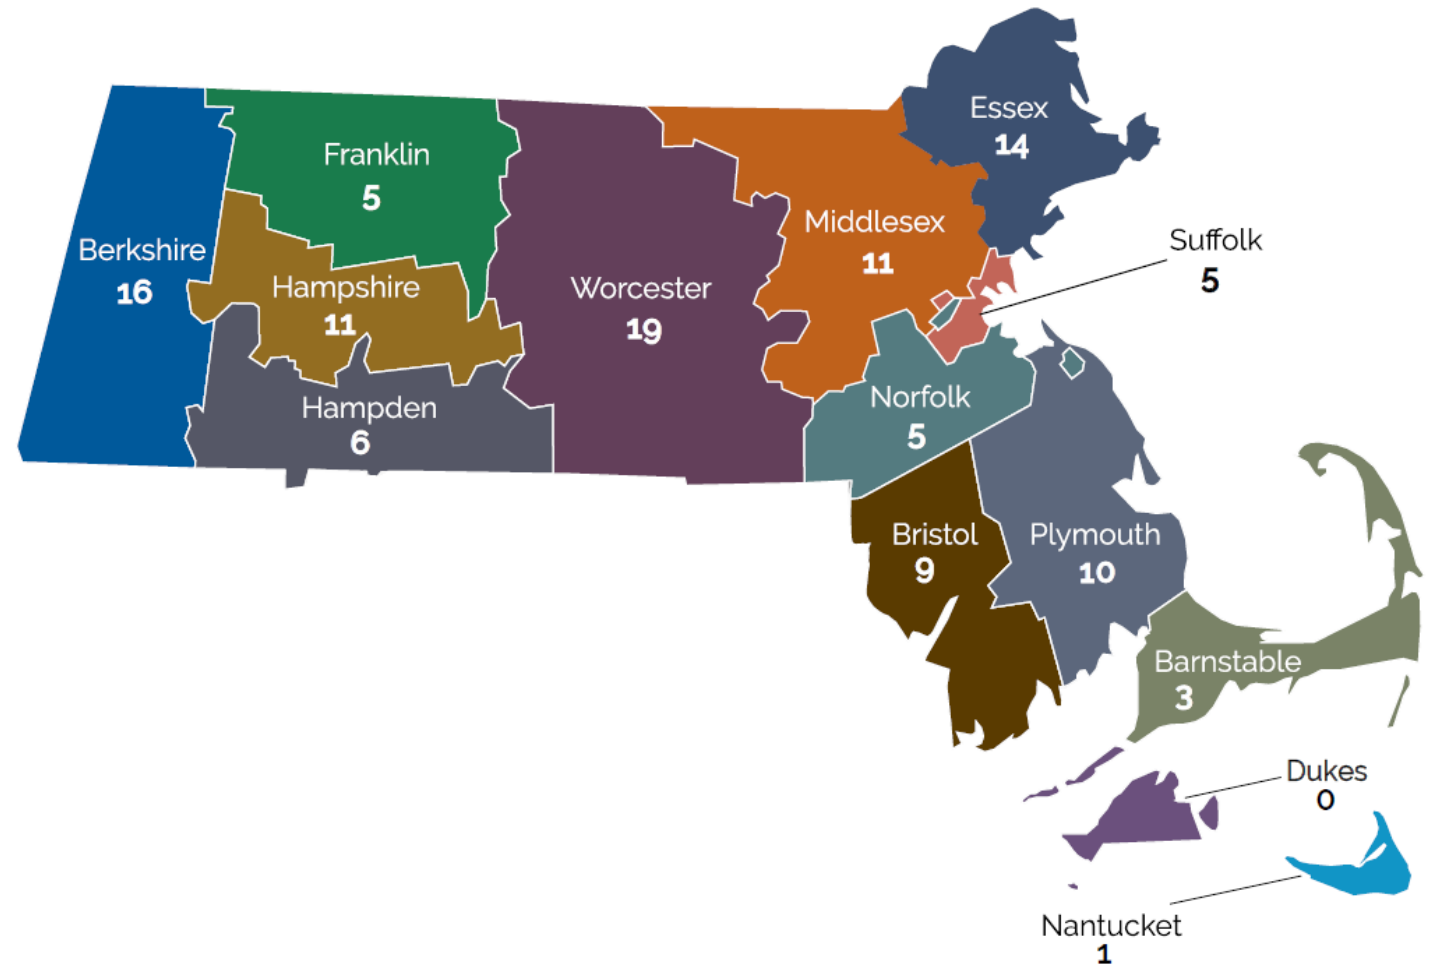 Essex
14
Franklin
5
Middlesex
11
Suffolk
5
Berkshire
16
Hampshire
11
Worcester
19
Hampden
6
Norfolk
5
Bristol
9
Plymouth
10
Barnstable
3
Dukes
0
Nantucket
1